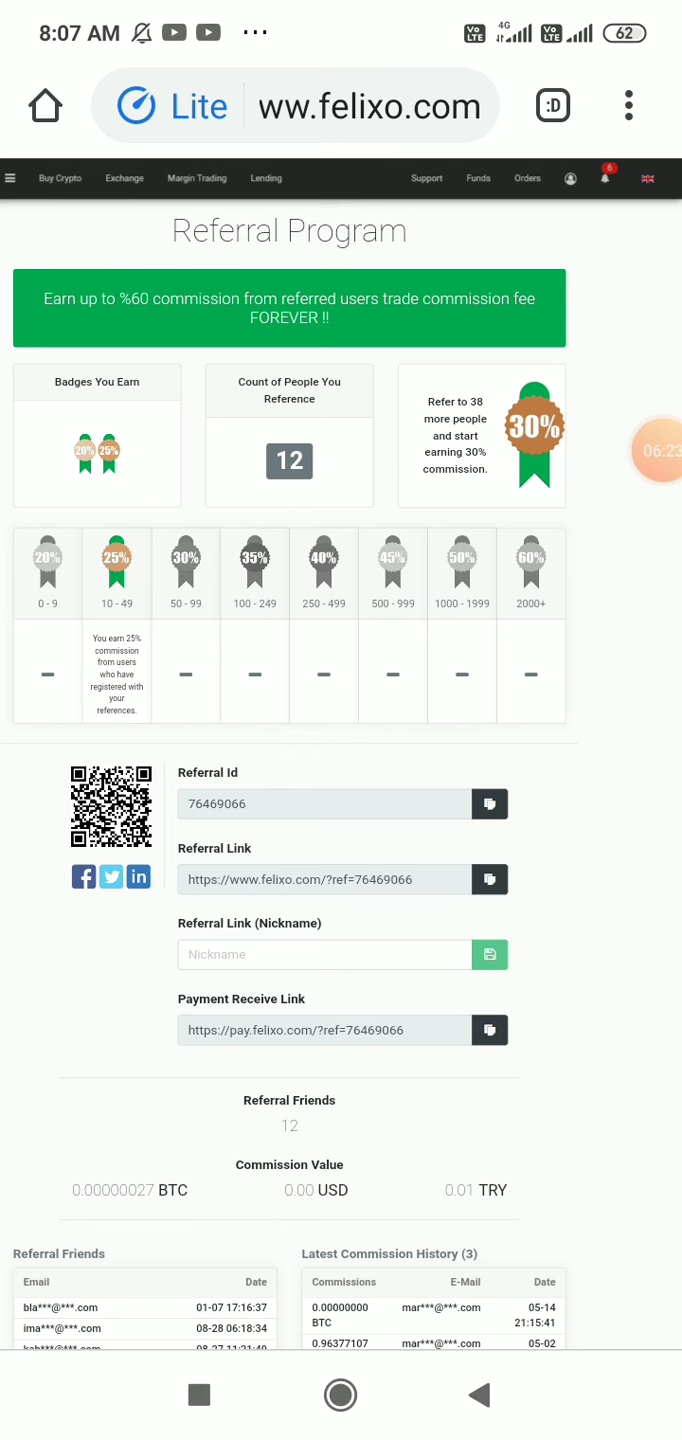 8:07 AM
Vo LTE
4G
Vo LTE
62
Lite
ww.felixo.com
:D
Buy Crypto
Exchange
Margin Trading
Lending
Support
Funds
Orders
6
Referral Program
Earn up to %60 commission from referred users trade commission fee
FOREVER !!
Badges You Earn
20% 25%
Count of People You
Reference
12
Refer to 38
more people
and start
earning 30%
commission.
30%
06:23
20% 25% 30% 35% 40% 45% 50% 60%
0 - 9
10 - 49
50 - 99
100 - 249
250 - 499
500 - 999
1000 - 1999
2000+
You earn 25%
commission
from users
who have
registered with
your
references.
Referral Id
76469066
Referral Link
https://www.felixo.com/?ref=76469066
Referral Link (Nickname)
Nickname
Payment Receive Link
https://pay.felixo.com/?ref=76469066
Referral Friends
12
Commission Value
0.00000027 BTC
0.00 USD
0.01 TRY
Referral Friends
Email
Date
bla***@***.com
01-07 17:16:37
ima***@***.com
08-28 06:18:34
Latest Commission History (3)
Commissions
E-Mail
Date
0.00000000
BTC
mar***@***.com
05-14
21:15:41
0.96377107
mar***@***.com
05-02